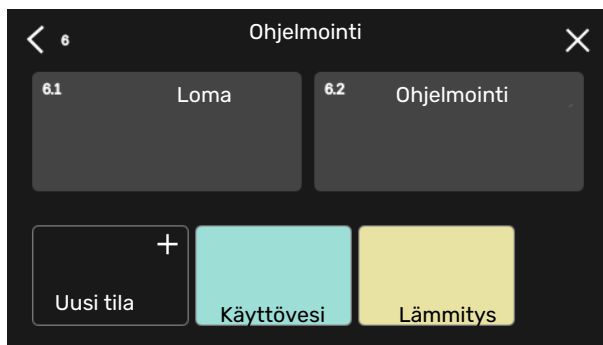 6 Ohjelmointi
6.1 Loma
6.2 Ohjelmointi
Uusi tila
Käyttövesi
Lämmitys